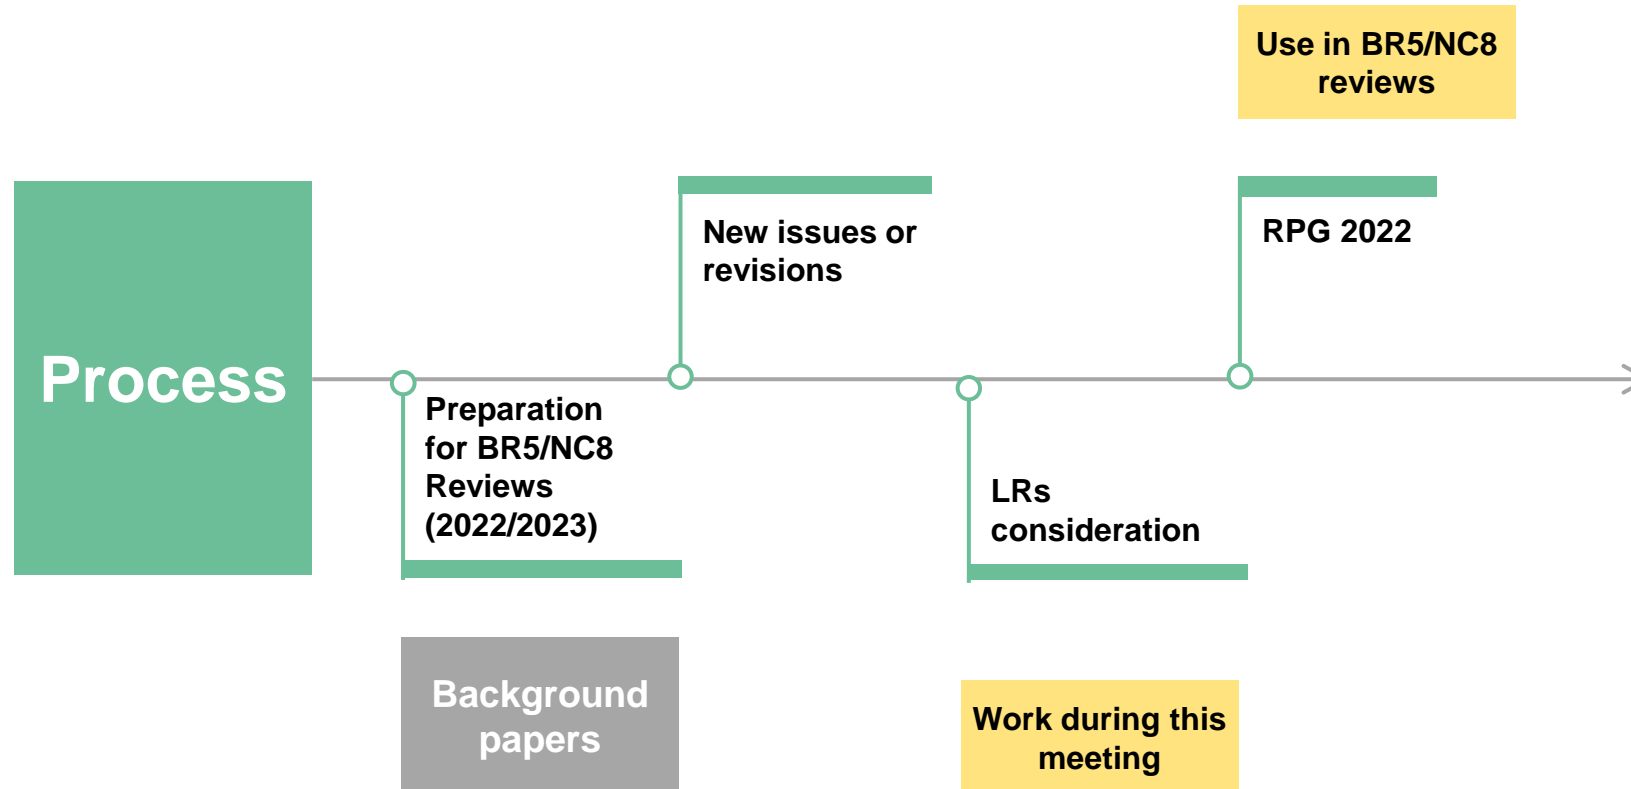 Process
Preparation
for BR5/NC8
Reviews
(2022/2023)
Background
papers
New issues or
revisions
LRs
consideration
Work during this
meeting
Use in BR5/NC8
reviews
RPG 2022